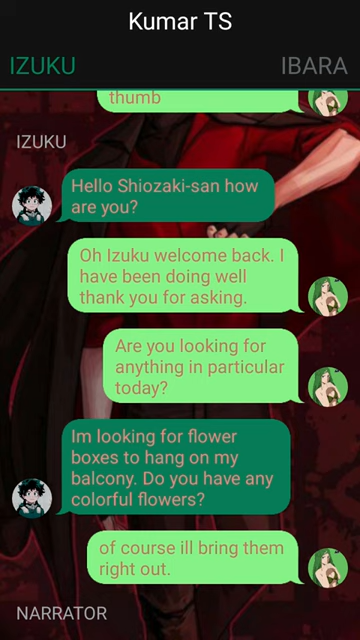 Kumar TS
IZUKU IBARA
thumb
IZUKU
Hello Shiozaki-san how
are you?
Oh Izuku welcome back. I
have been doing well
thank you for asking.
Are you looking for
anything in particular
today?
Im looking for flower
boxes to hang on my
balcony. Do you have any
colorful flowers?
of course ill bring them
right out.
NARRATOR